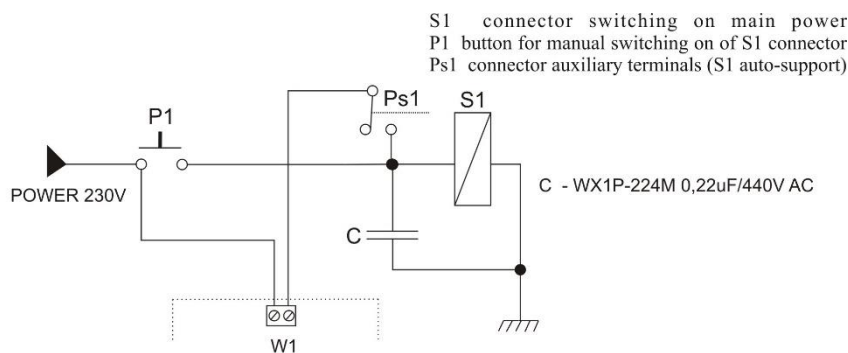 S1 connector switching on main power
P1 button for manual switching on of S1 connector
Ps1 connector auxiliary terminals (S1 auto-support)
P1
Ps1
S1
POWER 230V
C - WX1P-224M 0,22uF/440V AC
C
W1